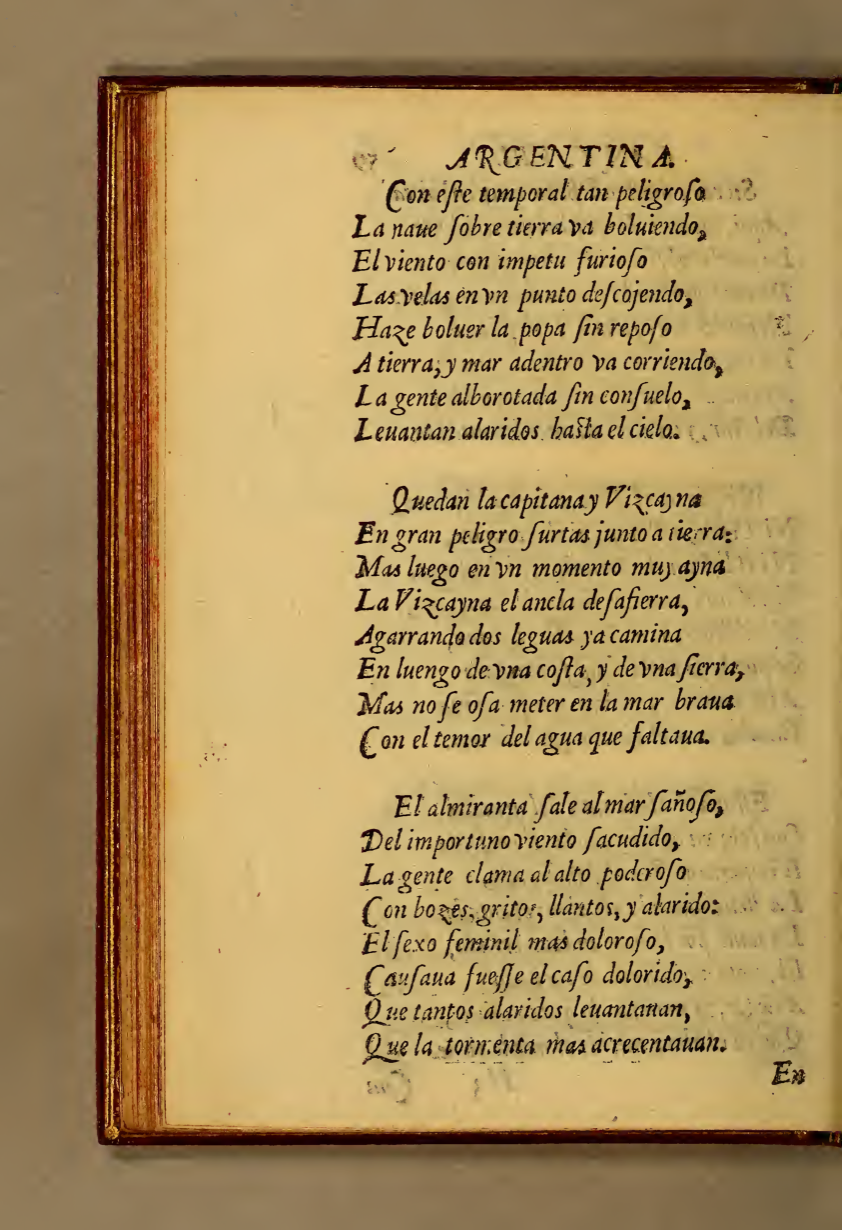 ARGENTINA.
Con eſte temporal tan peligroſo
La naue ſobre tierra va boluiendo,
El viento con impetu furioſo
Las velas en vn punto deſcojendo,
Haze boluer la popa ſin repoſo
A tierra, y mar adentro va corriendo,
La gente alborotada ſin conſuelo,
Leuantan alaridos haſta el cielo.
Quedan la capitana y Vizcayna
En gran peligro ſurtas junto a tierra:
Mas luego en vn momento muy ayna
La Vizcayna el ancla deſafierra,
Agarrando dos leguas ya camina
En luengo de vna coſta, y de vna ſierra,
Mas no ſe oſa meter en la mar braua
Con el temor del agua que faltaua.
El almiranta ſale al mar ſañoſo,
Del importuno viento ſacudido,
La gente clama al alto poderoſo
Con bozes, gritos, llantos, y alarido:
El ſexo feminil mas doloroſo,
Cauſaua fueſſe el caſo dolorido,
Que tantos alaridos leuantauan,
Que la tormenta mas acrecentauan.
En